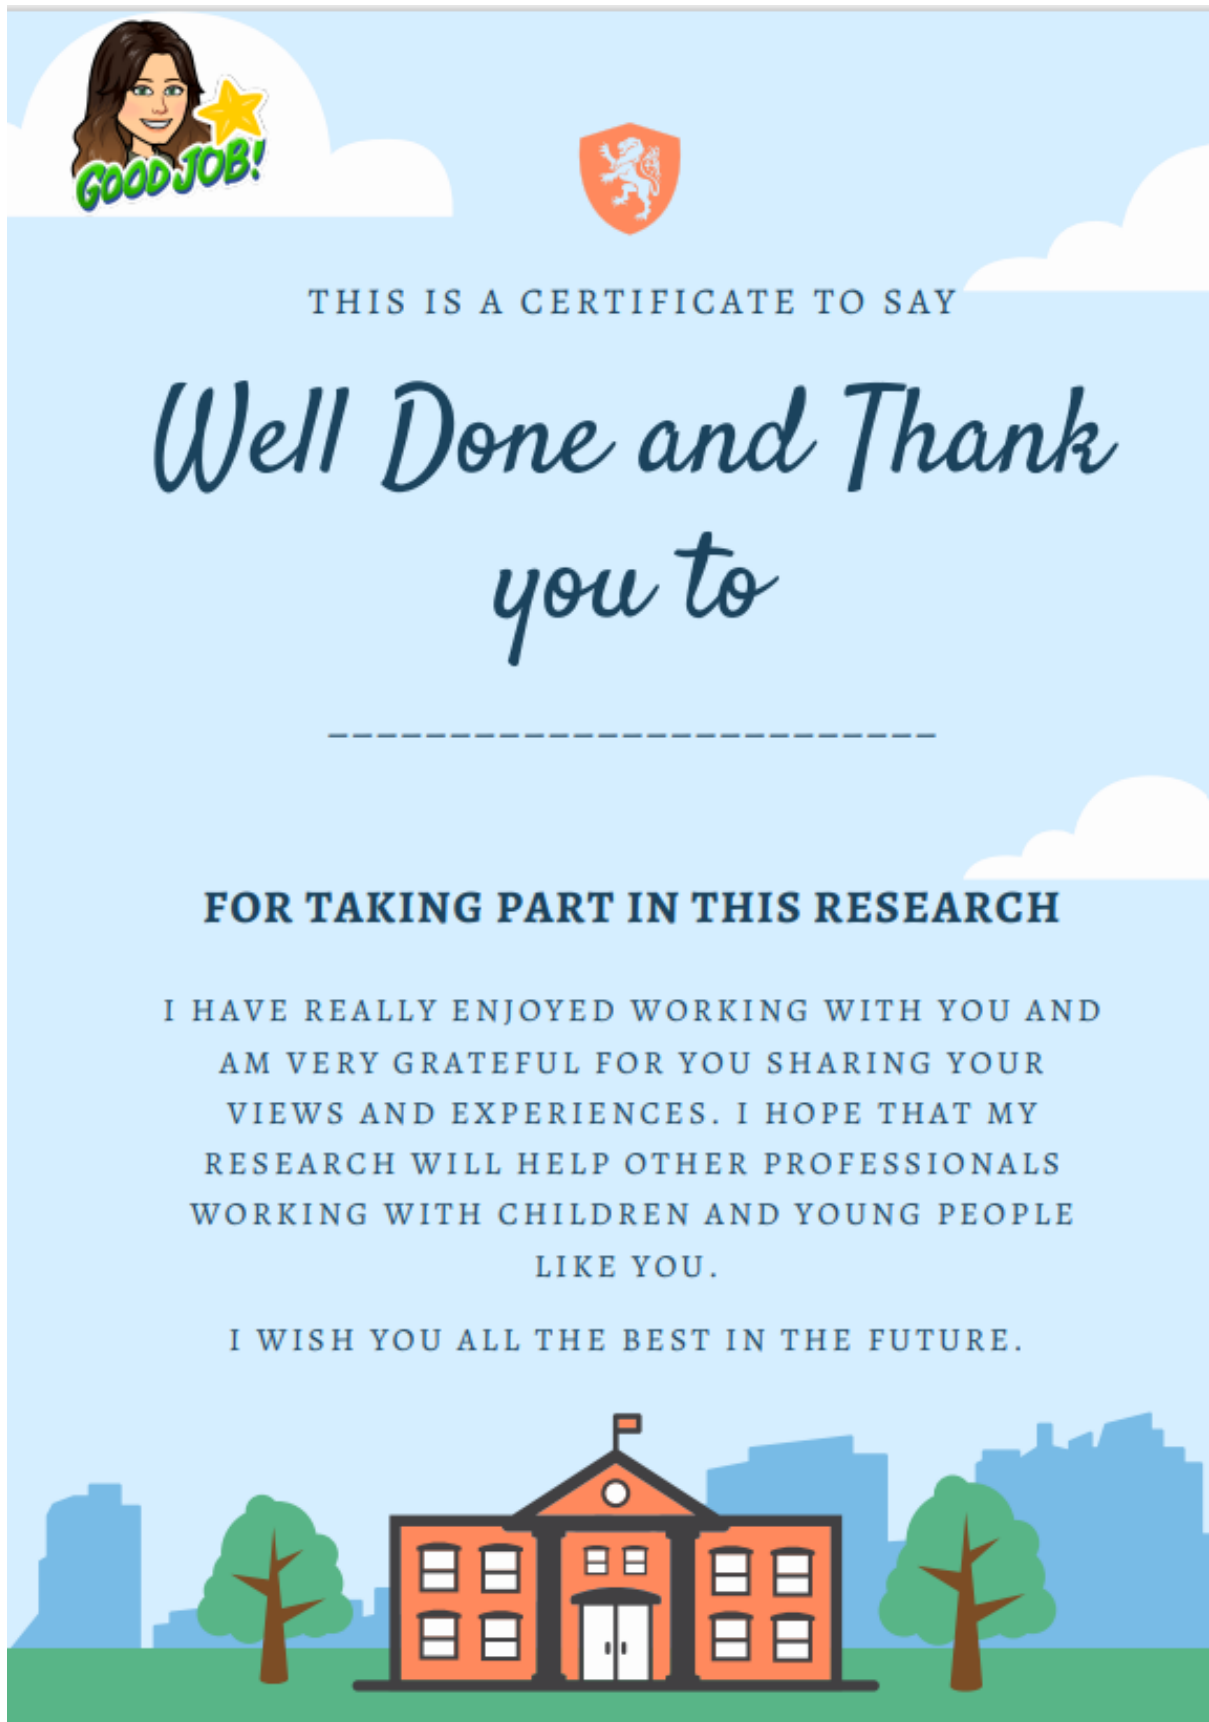 GOOD JOB!
THIS IS A CERTIFICATE TO SAY
Well Done and Thank
you to
_________________________
FOR TAKING PART IN THIS RESEARCH
I HAVE REALLY ENJOYED WORKING WITH YOU AND
AM VERY GRATEFUL FOR YOU SHARING YOUR
VIEWS AND EXPERIENCES. I HOPE THAT MY
RESEARCH WILL HELP OTHER PROFESSIONALS
WORKING WITH CHILDREN AND YOUNG PEOPLE
LIKE YOU.
I WISH YOU ALL THE BEST IN THE FUTURE.